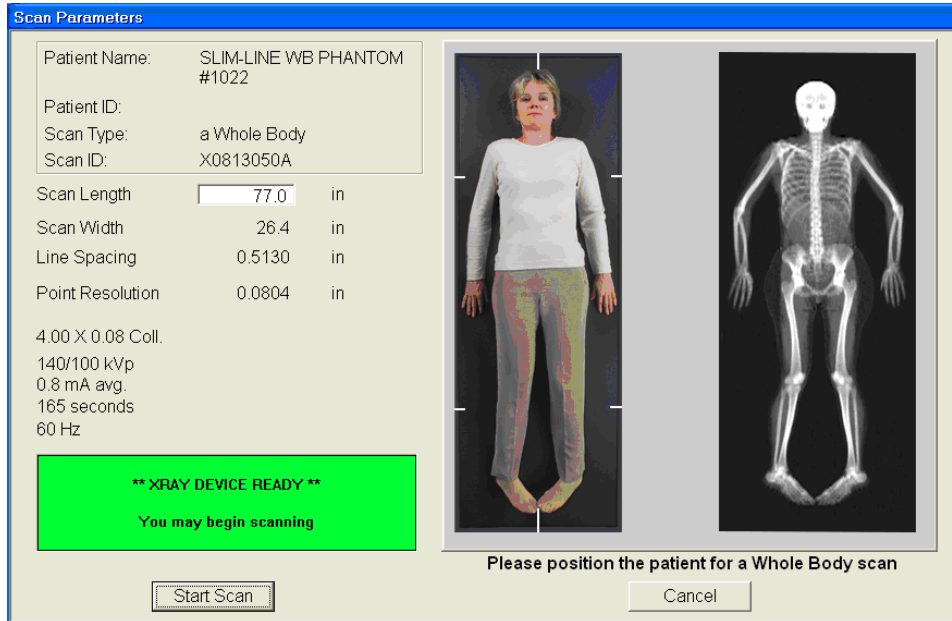 Scan Parameters
Patient Name: SLIM-LINE WB PHANTOM
#1022
Patient ID:
Scan Type: a Whole Body
Scan ID: X0813050A
Scan Length 77.0 in
Scan Width 26.4 in
Line Spacing 0.5130 in
Point Resolution 0.0804 in
4.00 X 0.08 Coll.
140/100 kVp
0.8 mA avg.
165 seconds
60 Hz
** XRAY DEVICE READY **
You may begin scanning
Please position the patient for a Whole Body scan
Start Scan
Cancel